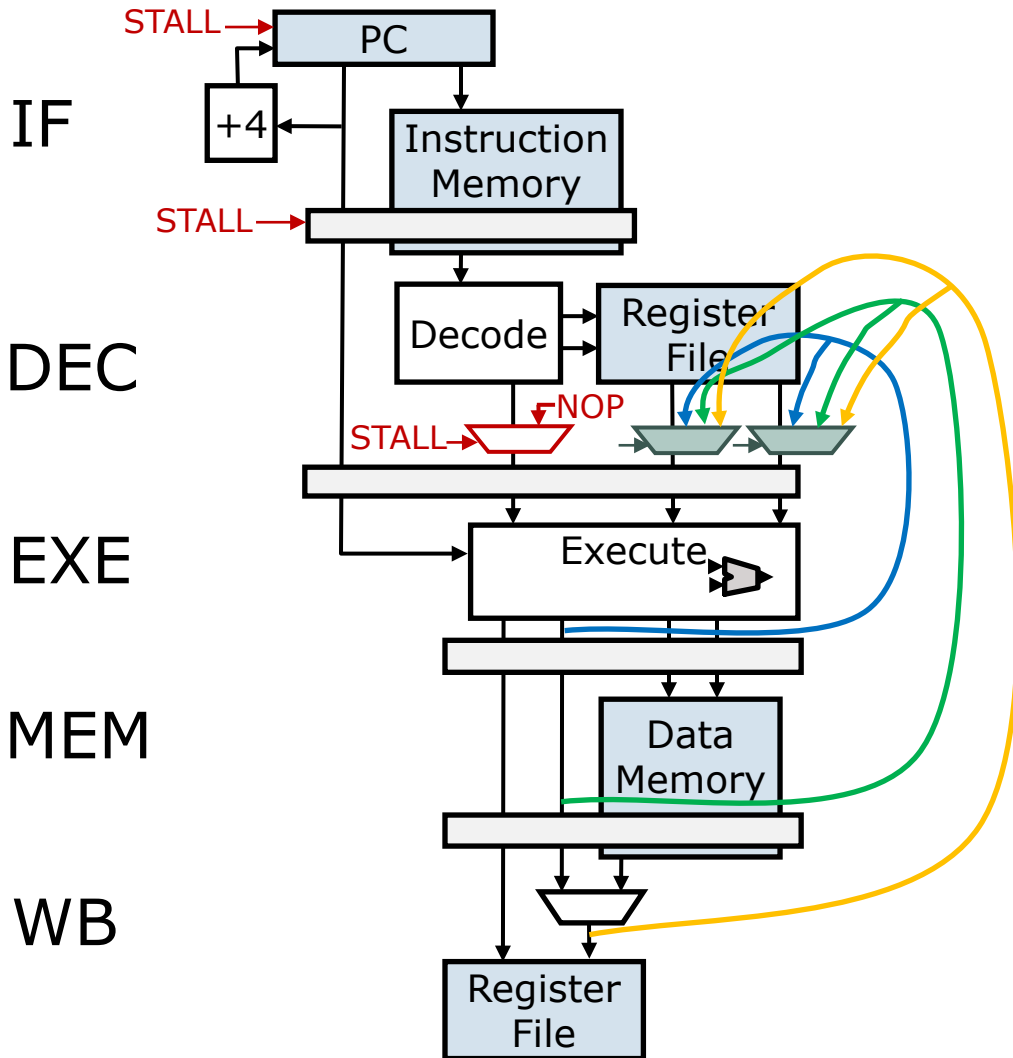 STALL
PC
IF
+4
Instruction
Memory
STALL
DEC
Decode
Register
File
NOP
STALL
EXE
Execute
MEM
Data
Memory
WB
Register
File